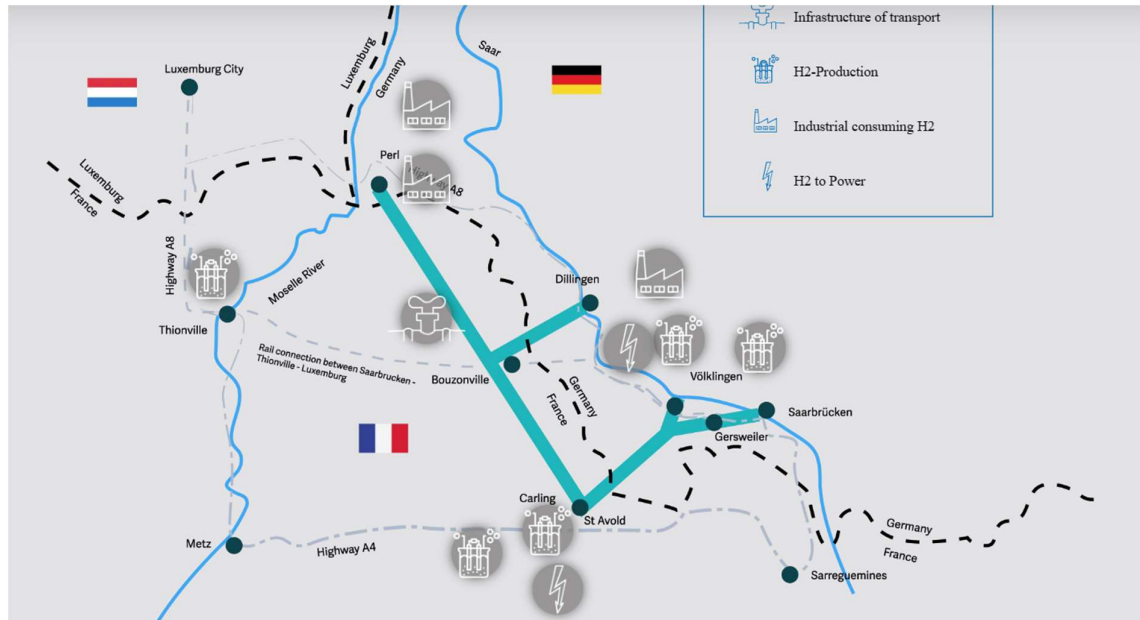 Infrastructure of transport
H2-Production
Industrial consuming H2
H2 to Power
Luxemburg City
Luxemburg
Germany
Saar
Perl
Highway A8
Luxemburg
France
Highway A8
Moselle River
Thionville
Dillingen
Rail connection between Saarbrucken -
Thionville - Luxemburg
Bouzonville
Germany
France
Völklingen
Saarbrücken
Gersweiler
Carling
St Avold
Metz
Highway A4
Germany
France
Sarreguemines